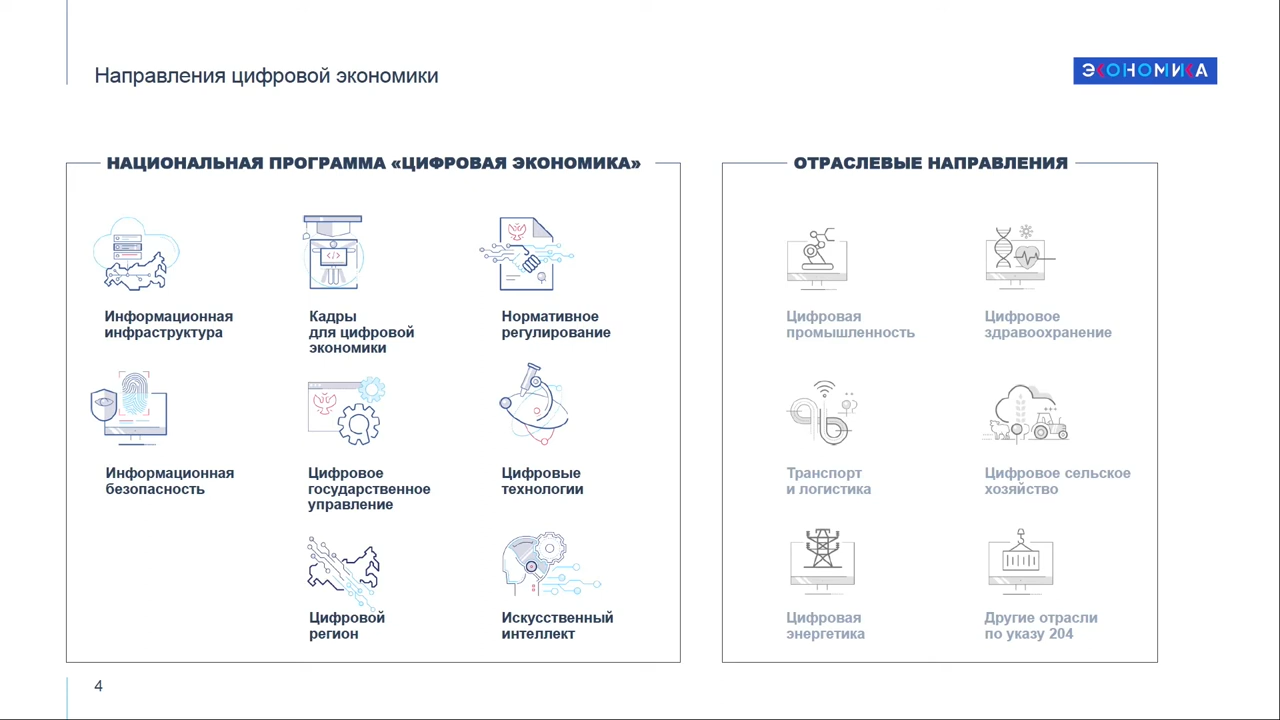 Направления цифровой экономики
ЭКОНОМИКА
НАЦИОНАЛЬНАЯ ПРОГРАММА «ЦИФРОВАЯ ЭКОНОМИКА»
Информационная
инфраструктура
Кадры
для цифровой
экономики
Нормативное
регулирование
Информационная
безопасность
Цифровое
государственное
управление
Цифровые
технологии
Цифровой
регион
Искусственный
интеллект
ОТРАСЛЕВЫЕ НАПРАВЛЕНИЯ
Цифровая
промышленность
Цифровое
здравоохранение
Транспорт
и логистика
Цифровое сельское
хозяйство
Цифровая
энергетика
Другие отрасли
по указу 204
4